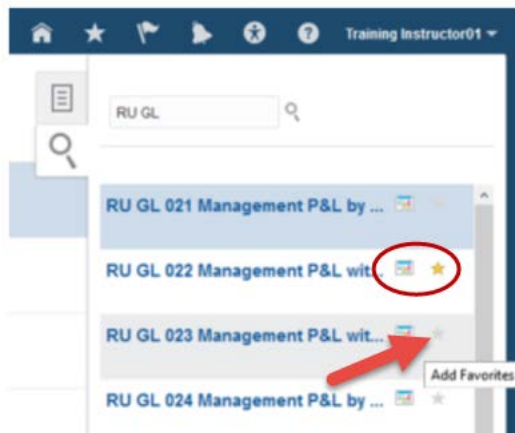 Training Instructor01
RU GL
RU GL 021 Management P&L by ...
RU GL 022 Management P&L wit...
RU GL 023 Management P&L wit...
Add Favorites
RU GL 024 Management P&L by ...